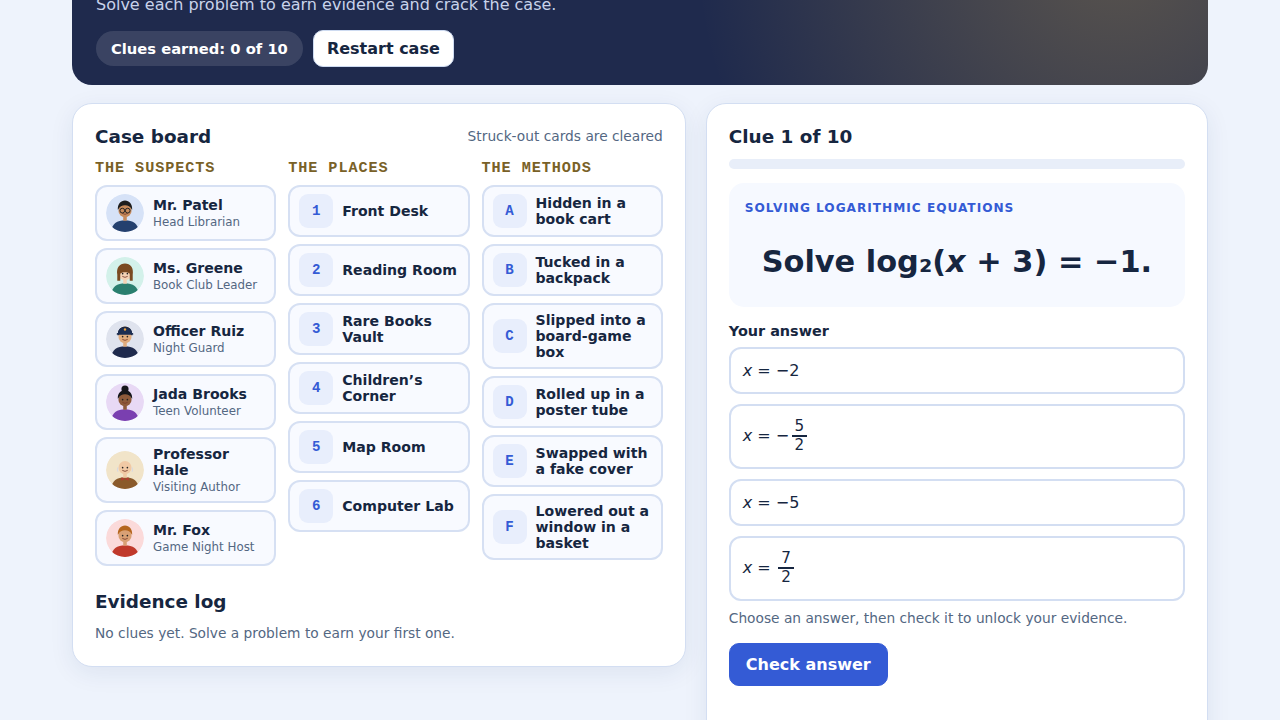 Solve each problem to earn evidence and crack the case.
Clues earned: 0 of 10
Restart case
Case board
Struck-out cards are cleared
THE SUSPECTS
Mr. Patel
Head Librarian
Ms. Greene
Book Club Leader
Officer Ruiz
Night Guard
Jada Brooks
Teen Volunteer
Professor
Hale
Visiting Author
Mr. Fox
Game Night Host
THE PLACES
1
Front Desk
2
Reading Room
3
Rare Books
Vault
4
Children’s
Corner
5
Map Room
6
Computer Lab
THE METHODS
A
Hidden in a
book cart
B
Tucked in a
backpack
C
Slipped into a
board-game
box
D
Rolled up in a
poster tube
E
Swapped with
a fake cover
F
Lowered out a
window in a
basket
Evidence log
No clues yet. Solve a problem to earn your first one.
Clue 1 of 10
SOLVING LOGARITHMIC EQUATIONS
Solve log₂(x + 3) = −1.
Your answer
x = −2
x = −5/2
x = −5
x = 7/2
Choose an answer, then check it to unlock your evidence.
Check answer